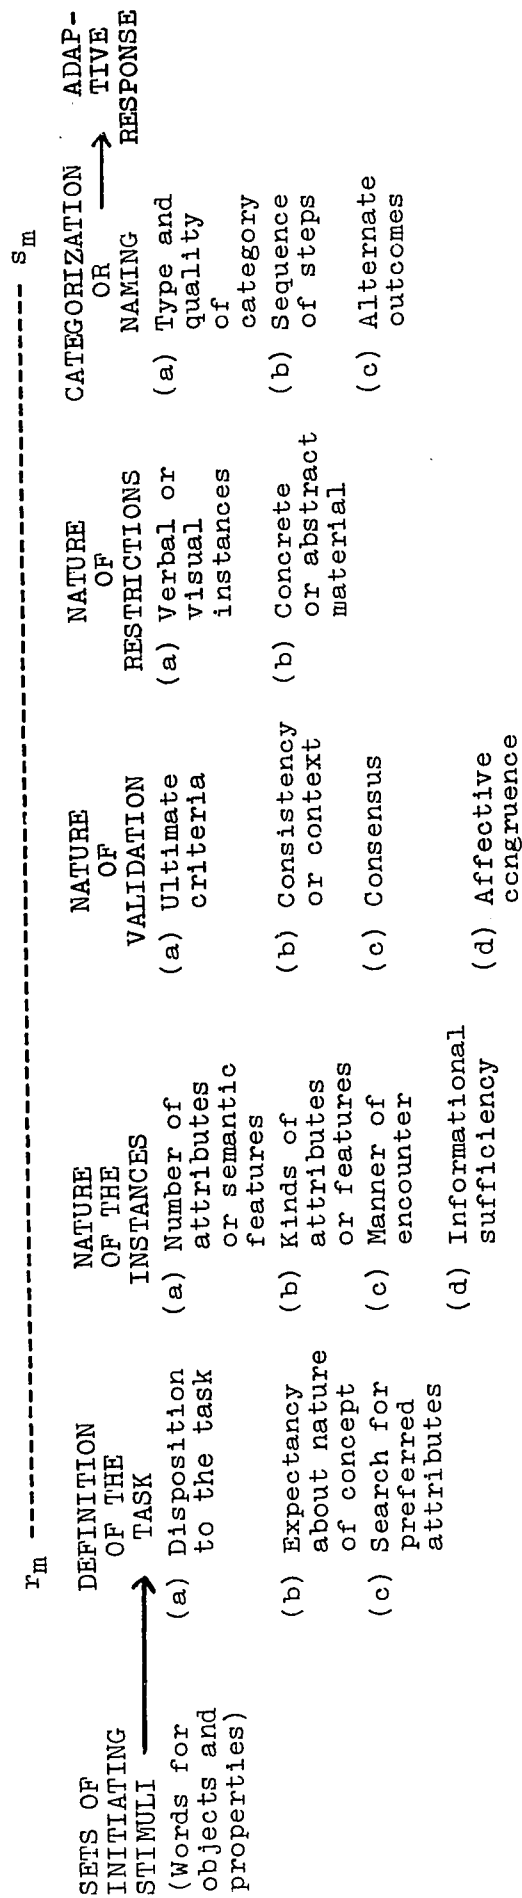 r_m ---------------------------------------- s_m
SETS OF
INITIATING
STIMULI
(Words for
objects and
properties)
DEFINITION
OF THE
TASK
(a) Disposition
to the task
(b) Expectancy
about nature
of concept
(c) Search for
preferred
attributes
NATURE
OF THE
INSTANCES
(a) Number of
attributes
or semantic
features
(b) Kinds of
attributes
or features
(c) Manner of
encounter
(d) Informational
sufficiency
NATURE
OF
VALIDATION
(a) Ultimate
criteria
(b) Consistency
or context
(c) Consensus
(d) Affective
congruence
NATURE
OF
RESTRICTIONS
(a) Verbal or
visual
instances
(b) Concrete
or abstract
material
CATEGORIZATION
OR
NAMING
(a) Type and
quality
of
category
(b) Sequence
of steps
(c) Alternate
outcomes
ADAP-
TIVE
RESPONSE